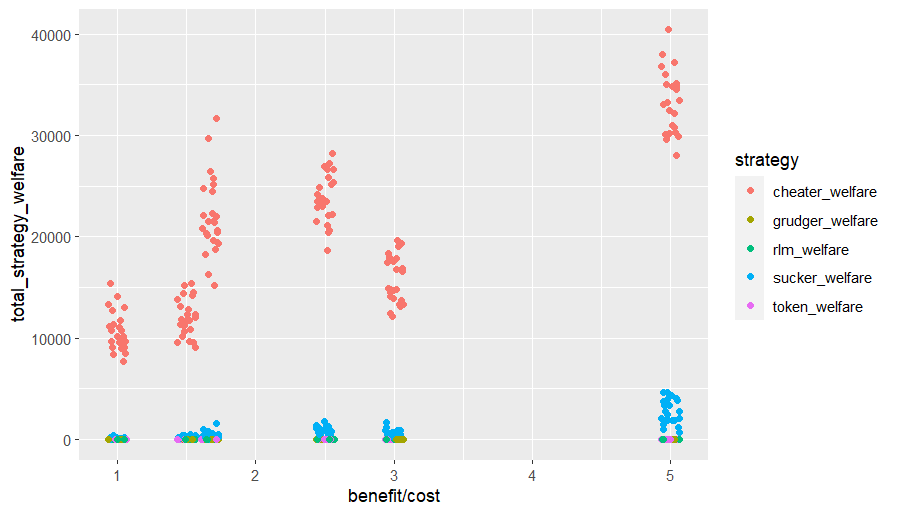 40000
30000
20000
10000
0
total_strategy_welfare
1 2 3 4 5
benefit/cost
strategy
cheater_welfare
grudger_welfare
rlm_welfare
sucker_welfare
token_welfare